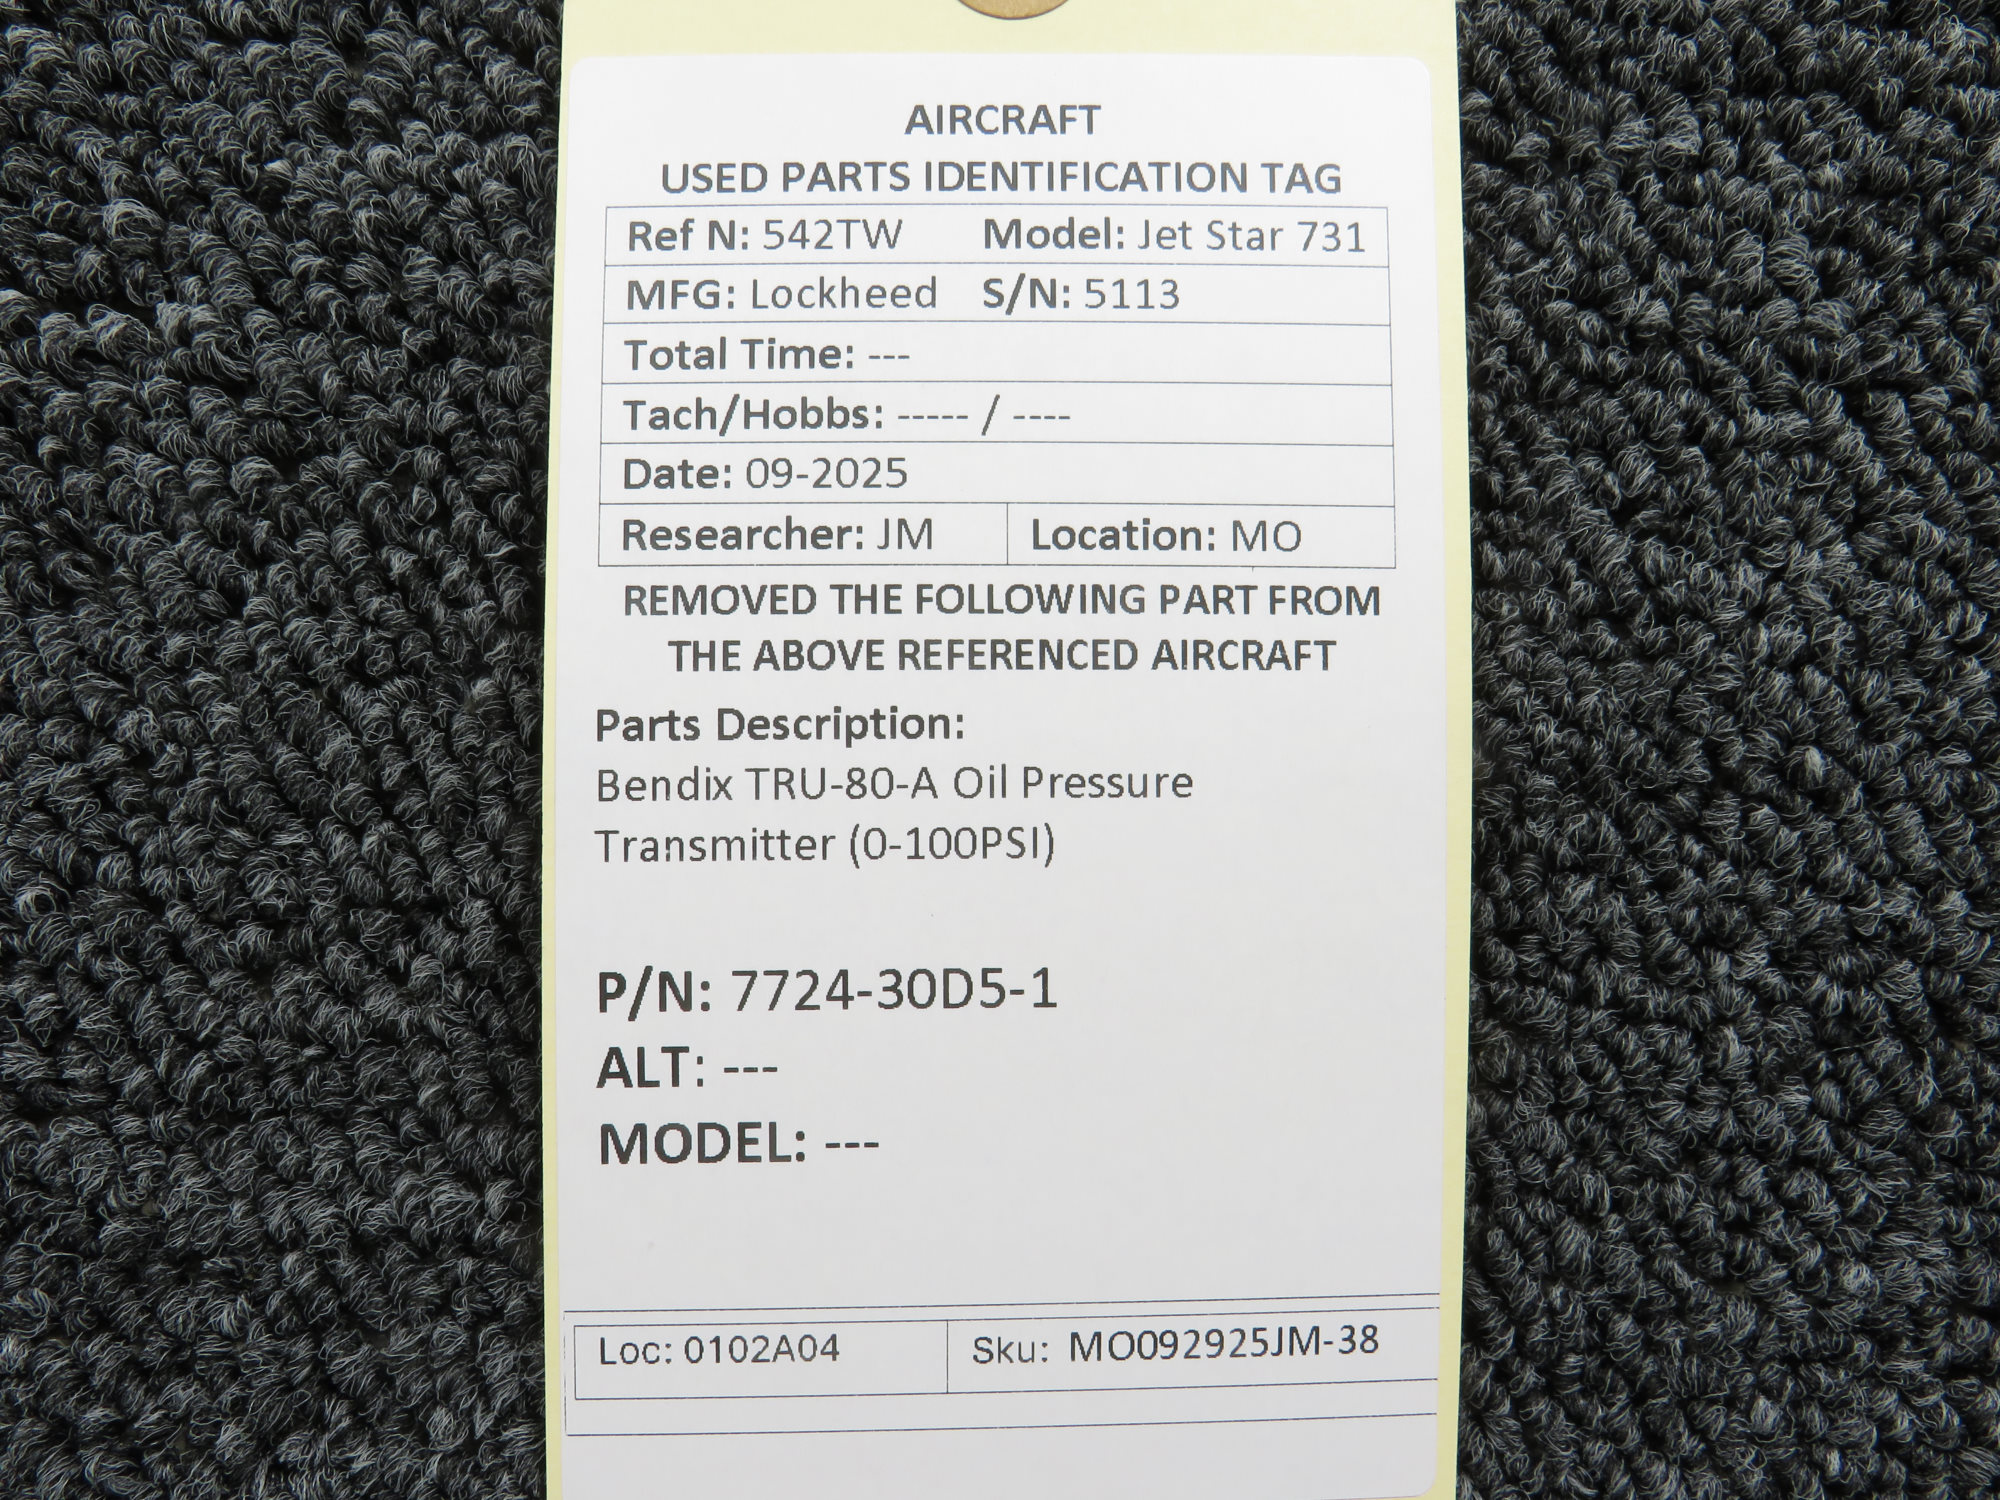 AIRCRAFT
USED PARTS IDENTIFICATION TAG
Ref N: 542TW Model: Jet Star 731
MFG: Lockheed S/N: 5113
Total Time: ---
Tach/Hobbs: ----- / ----
Date: 09-2025
Researcher: JM Location: MO
REMOVED THE FOLLOWING PART FROM
THE ABOVE REFERENCED AIRCRAFT
Parts Description:
Bendix TRU-80-A Oil Pressure
Transmitter (0-100PSI)
P/N: 7724-30D5-1
ALT: ---
MODEL: ---
Loc: 0102A04 Sku: MO092925JM-38